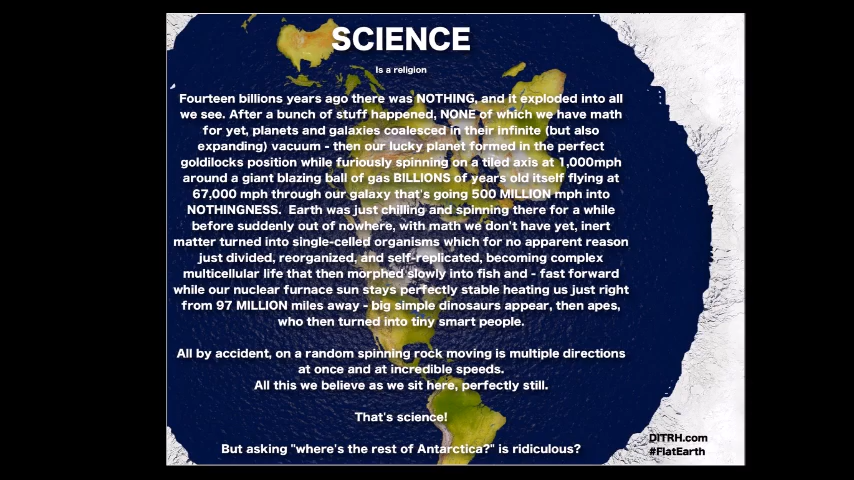 SCIENCE
Is a religion
Fourteen billions years ago there was NOTHING, and it exploded into all
we see. After a bunch of stuff happened, NONE of which we have math
for yet, planets and galaxies coalesced in their infinite (but also
expanding) vacuum - then our lucky planet formed in the perfect
goldilocks position while furiously spinning on a tiled axis at 1,000mph
around a giant blazing ball of gas BILLIONS of years old itself flying at
67,000 mph through our galaxy that's going 500 MILLION mph into
NOTHINGNESS. Earth was just chilling and spinning there for a while
before suddenly out of nowhere, with math we don't have yet, inert
matter turned into single-celled organisms which for no apparent reason
just divided, reorganized, and self-replicated, becoming complex
multicellular life that then morphed slowly into fish and - fast forward
while our nuclear furnace sun stays perfectly stable heating us just right
from 97 MILLION miles away - big simple dinosaurs appear, then apes,
who then turned into tiny smart people.
All by accident, on a random spinning rock moving is multiple directions
at once and at incredible speeds.
All this we believe as we sit here, perfectly still.
That's science!
But asking "where's the rest of Antarctica?" is ridiculous?
DITRH.com
#FlatEarth